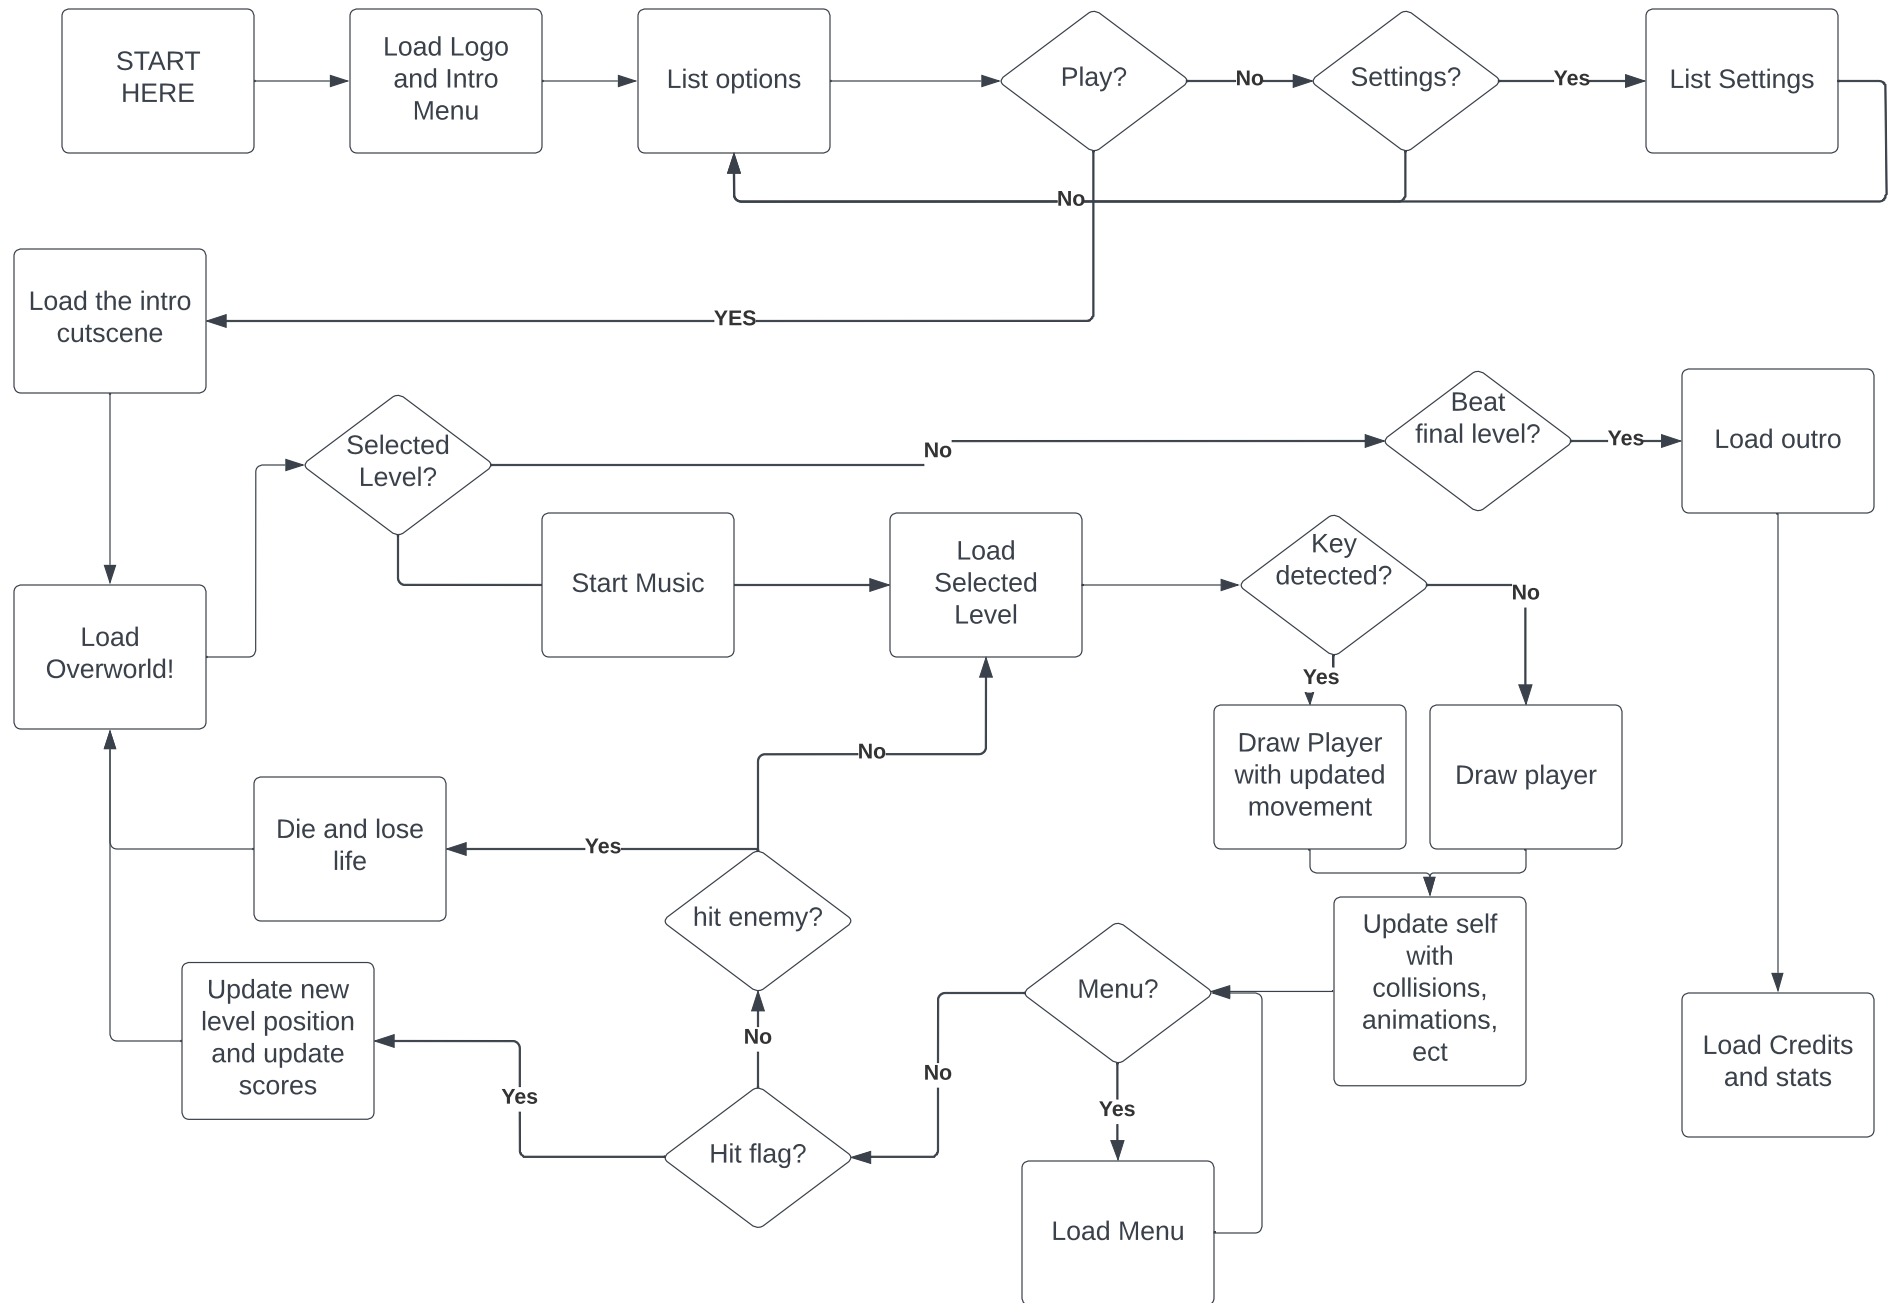 START
HERE
Load Logo
and Intro
Menu
List options
Play?
No
Settings?
Yes
List Settings
No
Load the intro
cutscene
YES
Selected
Level?
No
Beat
final level?
Yes
Load outro
Start Music
Load
Selected
Level
Key
detected?
No
Yes
Load
Overworld!
Draw Player
with updated
movement
Draw player
No
Die and lose
life
Yes
hit enemy?
Update self
with
collisions,
animations,
ect
Menu?
Update new
level position
and update
scores
No
No
Yes
Yes
Hit flag?
Load Menu
Load Credits
and stats